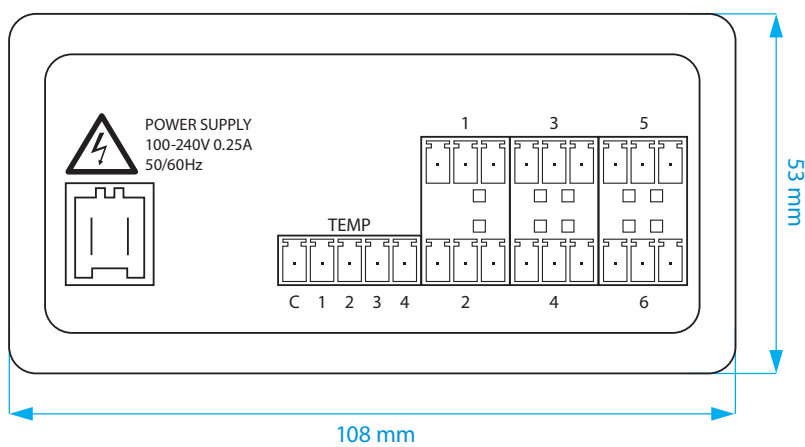 POWER SUPPLY
100-240V 0.25A
50/60Hz
1 3 5
TEMP
C 1 2 3 4
2 4 6
53 mm
108 mm